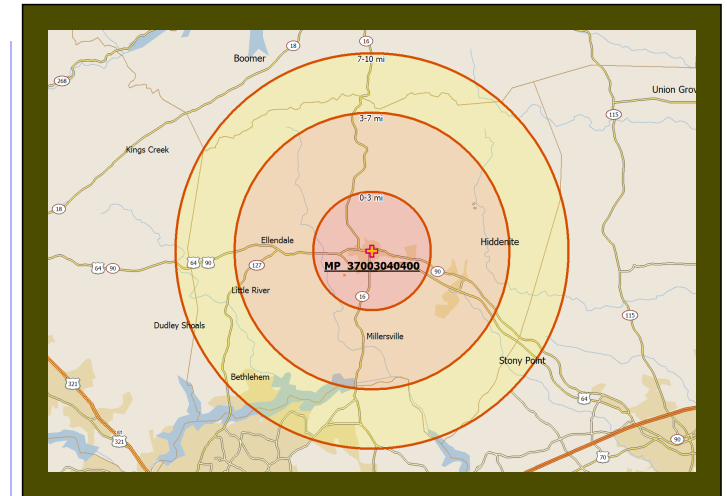 16
18
Boomer
7-10 mi
268
Union Grov
115
3-7 mi
Kings Creek
0-3 mi
18
Ellendale
Hiddenite
64 90
64 90
127
MP_37003040400
90
Little River
16
115
Dudley Shoals
Millersville
Stony Point
Bethlehem
321
64
321
90
70